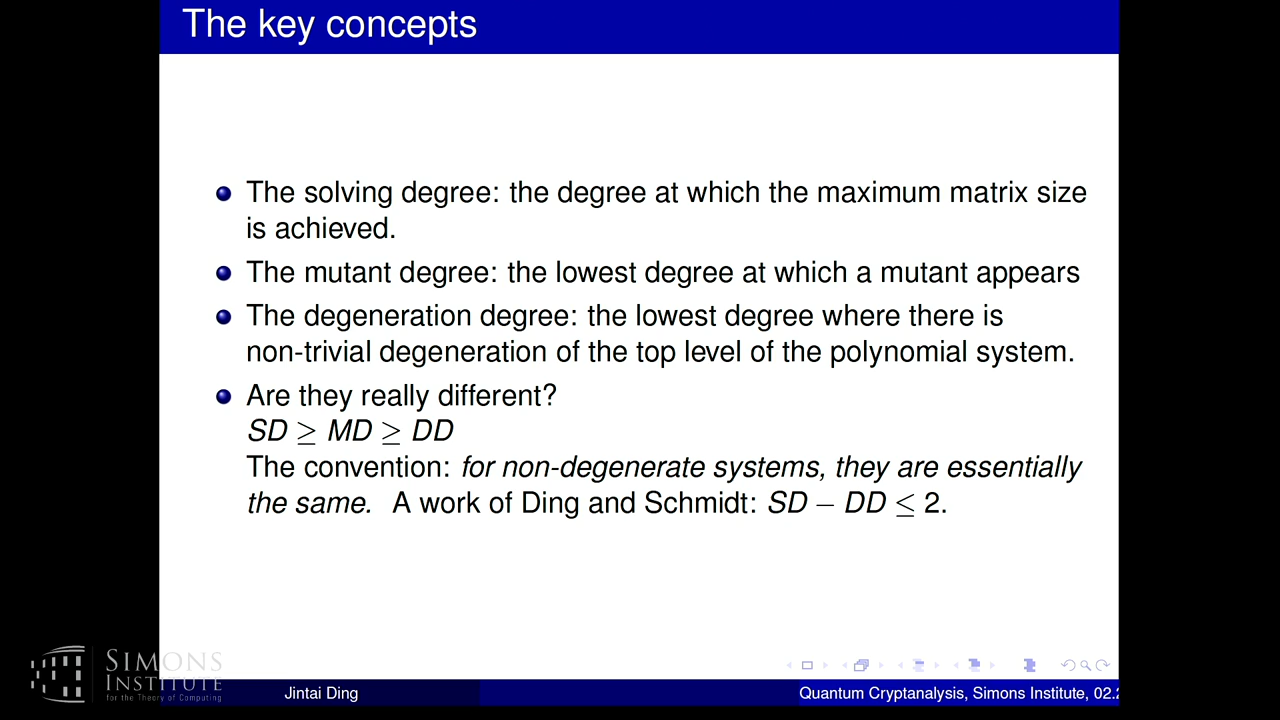 The key concepts
The solving degree: the degree at which the maximum matrix size
is achieved.
The mutant degree: the lowest degree at which a mutant appears
The degeneration degree: the lowest degree where there is
non-trivial degeneration of the top level of the polynomial system.
Are they really different?
SD ≥ MD ≥ DD
The convention: for non-degenerate systems, they are essentially
the same. A work of Ding and Schmidt: SD − DD ≤ 2.
SIMONS
INSTITUTE
for the Theory of Computing
Jintai Ding
Quantum Cryptanalysis, Simons Institute, 02.2